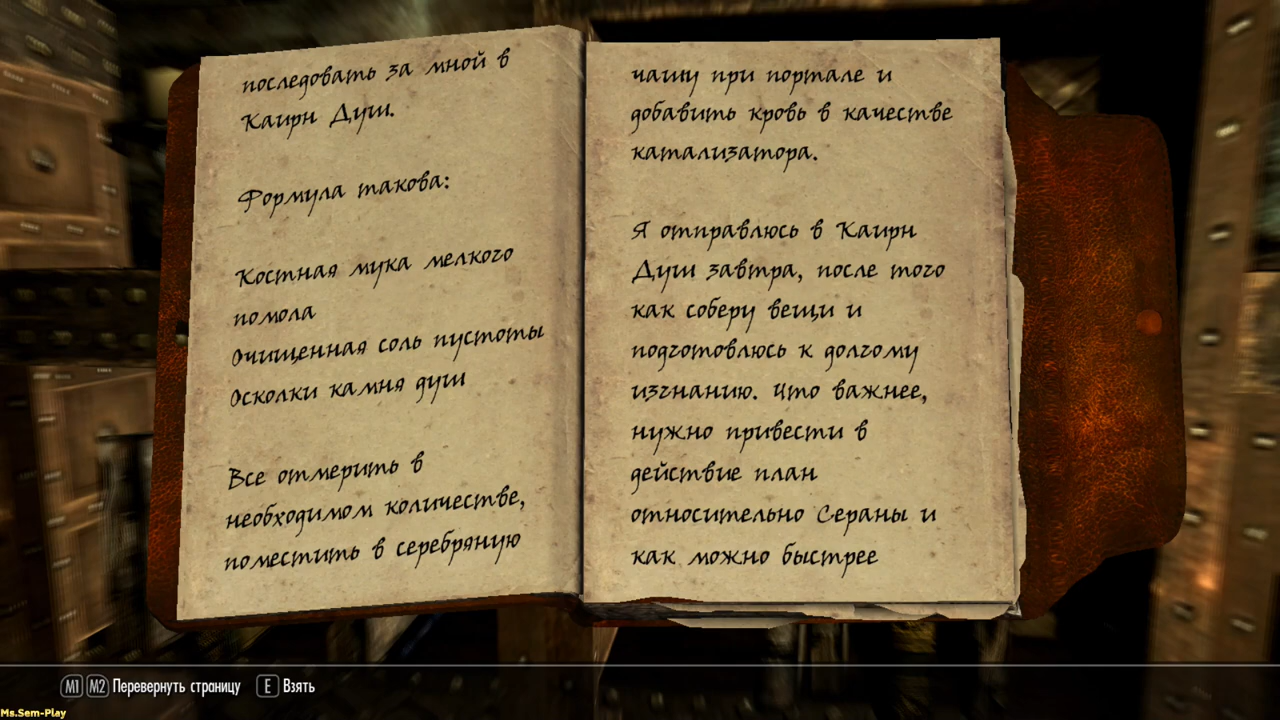 последовать за мной в
Каирн Душ.
Формула такова:
Костная мука мелкого
помола
Очищенная соль пустоты
Осколки камня душ
Все отмерить в
необходимом количестве,
поместить в серебряную
чашу при портале и
добавить кровь в качестве
катализатора.
Я отправлюсь в Каирн
Душ завтра, после того
как соберу вещи и
подготовлюсь к долгому
изгнанию. Что важнее,
нужно привести в
действие план
относительно Сераны и
как можно быстрее
M1 M2 Перевернуть страницу E Взять
Ms.Sem-Play